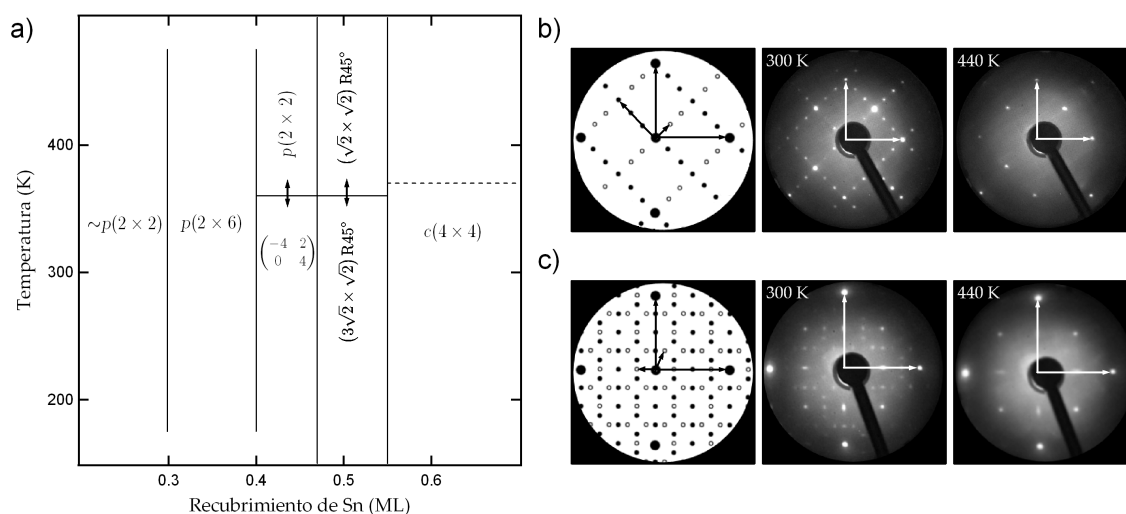 a)
Temperatura (K)
400
300
200
0.3
0.4
0.5
0.6
Recubrimiento de Sn (ML)
~p(2 × 2)
p(2 × 6)
p(2 × 2)
(−4 2
0 4)
(√2 × √2) R45°
(3√2 × √2) R45°
c(4 × 4)
b)
300 K
440 K
c)
300 K
440 K